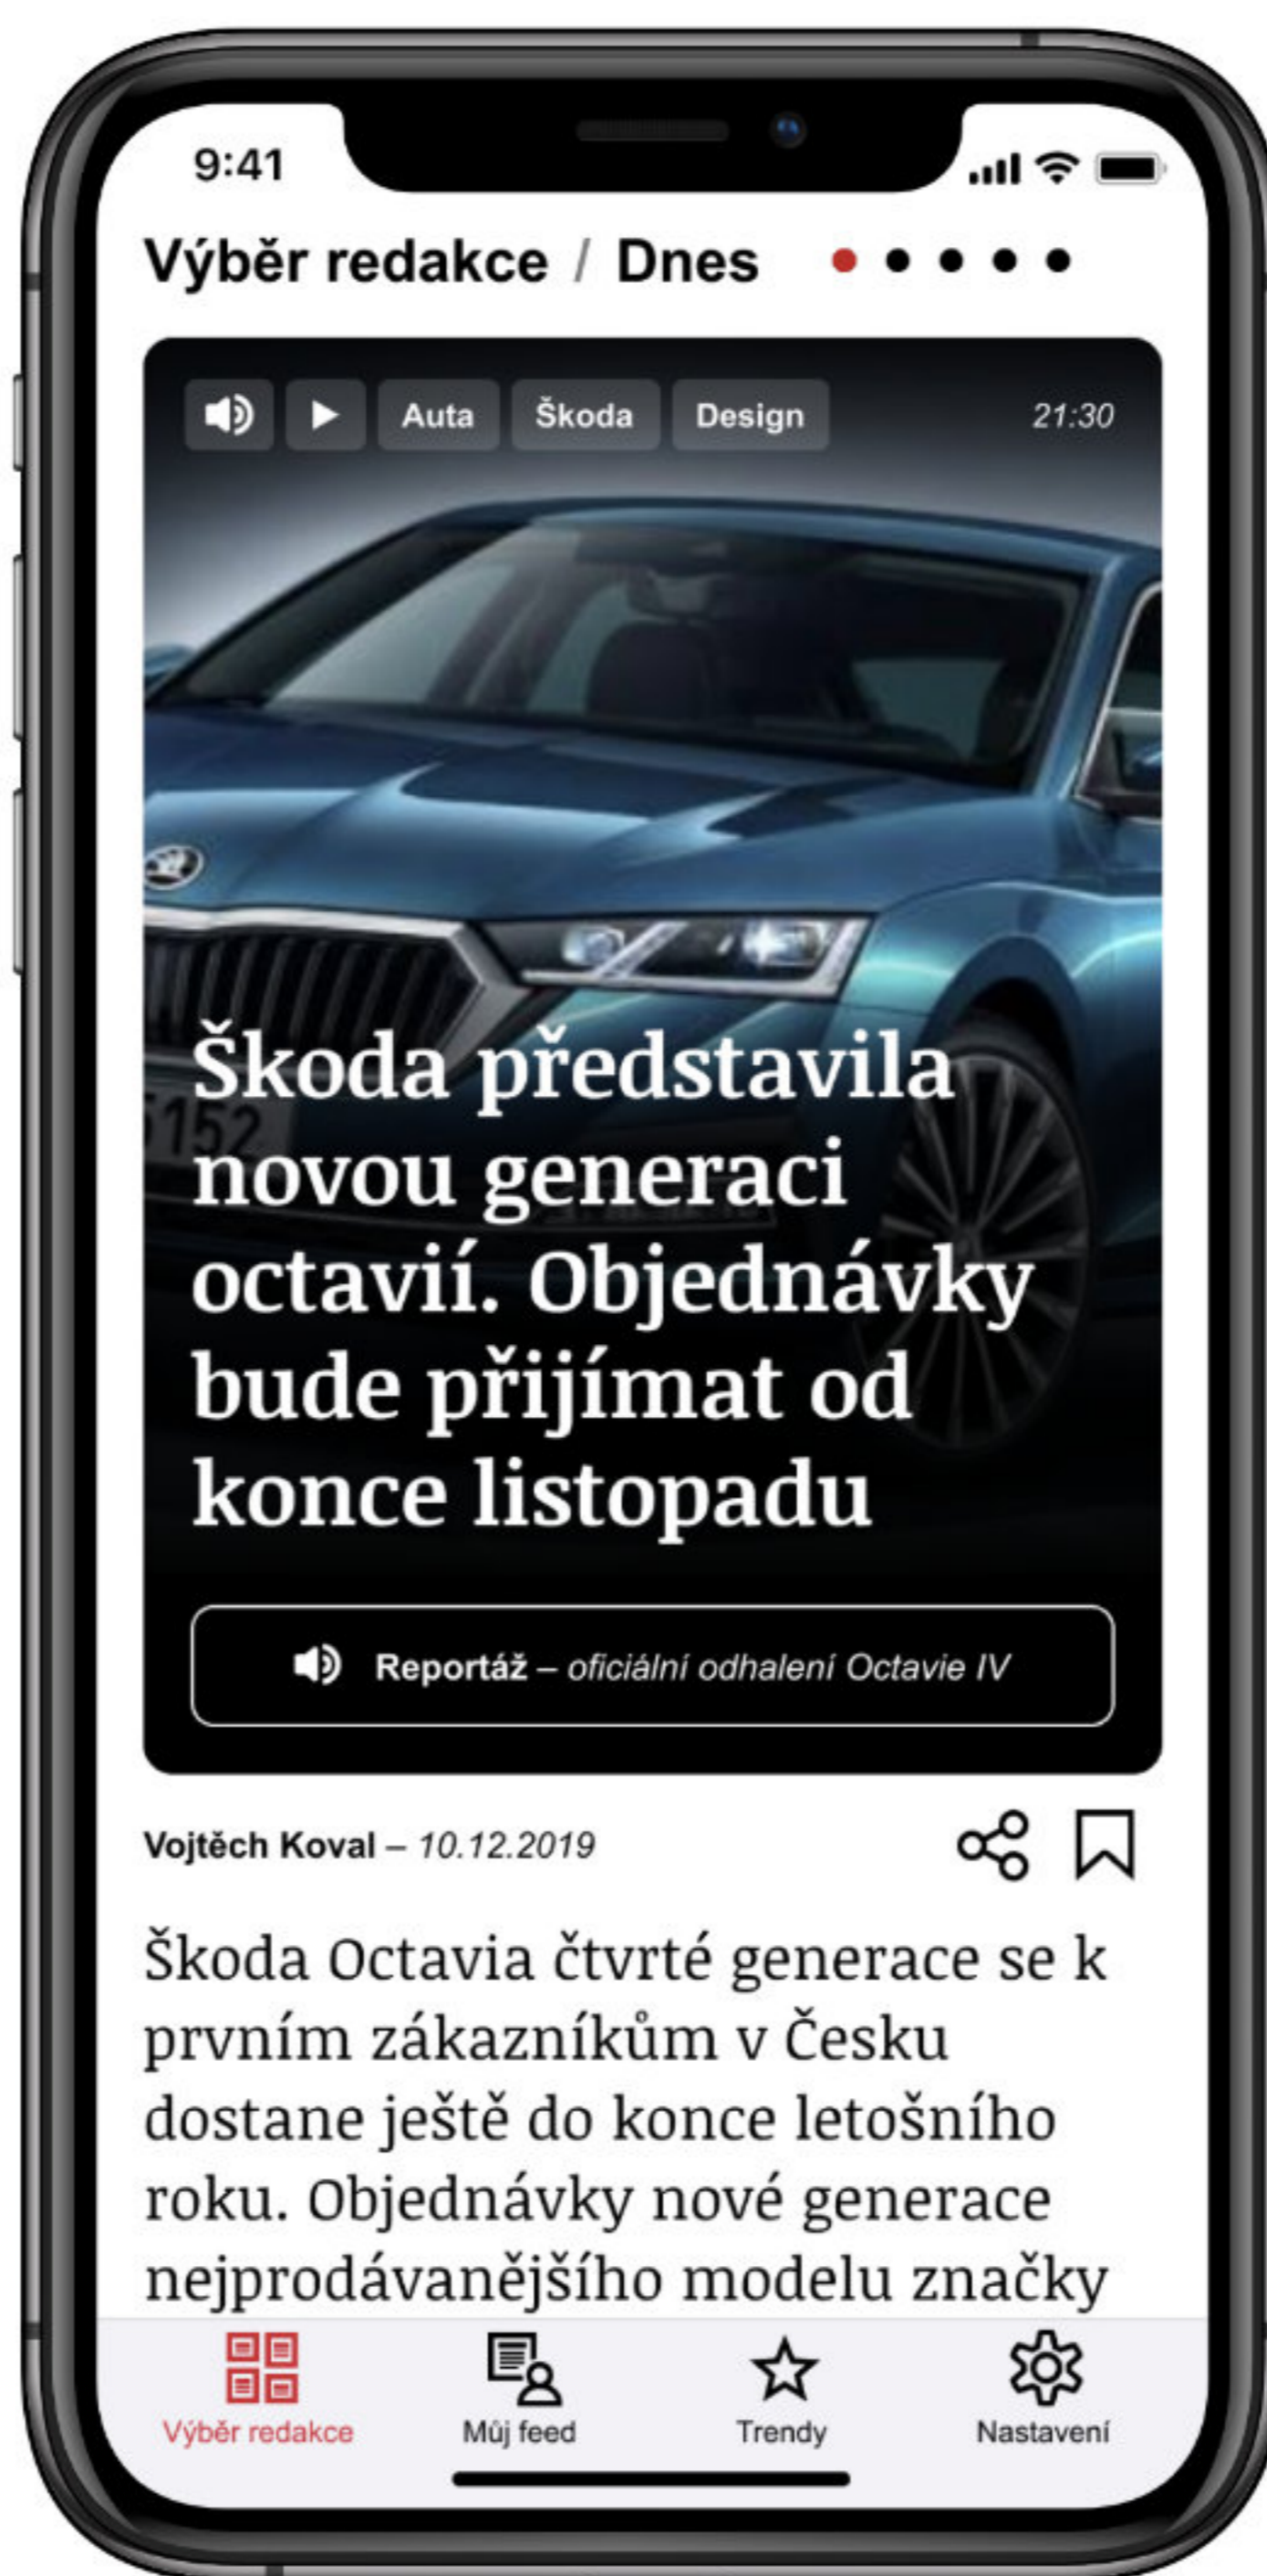 9:41
Výběr redakce / Dnes
Auta Škoda Design 21:30
5152
Škoda představila
novou generaci
octavií. Objednávky
bude přijímat od
konce listopadu
Reportáž – oficiální odhalení Octavie IV
Vojtěch Koval – 10.12.2019
Škoda Octavia čtvrté generace se k
prvním zákazníkům v Česku
dostane ještě do konce letošního
roku. Objednávky nové generace
nejprodávanějšího modelu značky
Výběr redakce Můj feed Trendy Nastavení